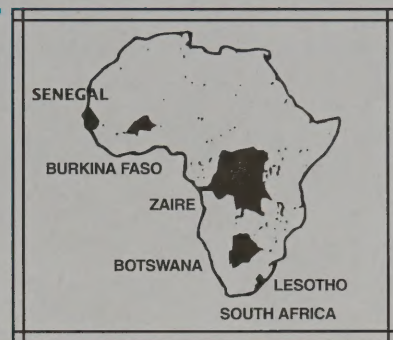 SENEGAL
BURKINA FASO
ZAIRE
BOTSWANA
LESOTHO
SOUTH AFRICA